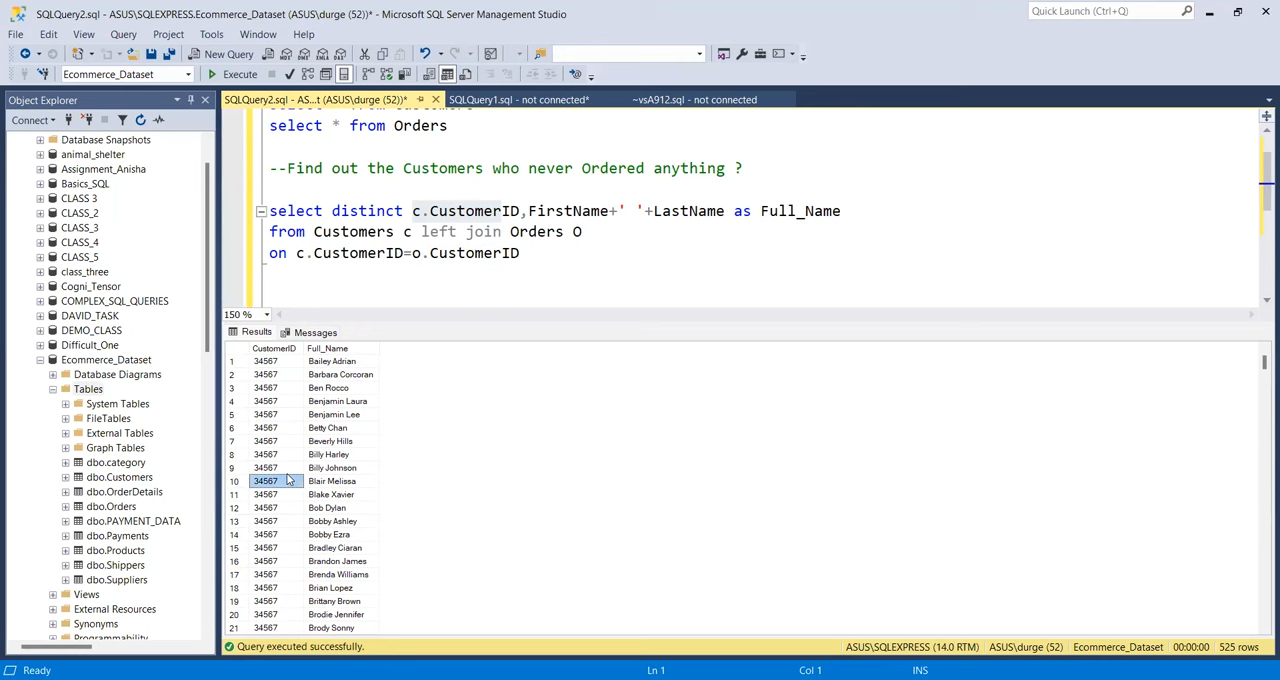 SQLQuery2.sql - ASUS\SQLEXPRESS.Ecommerce_Dataset (ASUS\durge (52))* - Microsoft SQL Server Management Studio
Quick Launch (Ctrl+Q)
File Edit View Query Project Tools Window Help
New Query
Ecommerce_Dataset
Execute
Object Explorer
SQLQuery2.sql - AS...t (ASUS\durge (52))*
SQLQuery1.sql - not connected*
~vsA912.sql - not connected
Connect
Database Snapshots
animal_shelter
Assignment_Anisha
Basics_SQL
CLASS 3
CLASS_2
CLASS_3
CLASS_4
CLASS_5
class_three
Cogni_Tensor
COMPLEX_SQL_QUERIES
DAVID_TASK
DEMO_CLASS
Difficult_One
Ecommerce_Dataset
Database Diagrams
Tables
System Tables
FileTables
External Tables
Graph Tables
dbo.category
dbo.Customers
dbo.OrderDetails
dbo.Orders
dbo.PAYMENT_DATA
dbo.Payments
dbo.Products
dbo.Shippers
dbo.Suppliers
Views
External Resources
Synonyms
Programmability
select * from Orders
--Find out the Customers who never Ordered anything ?
select distinct c.CustomerID,FirstName+' '+LastName as Full_Name
from Customers c left join Orders O
on c.CustomerID=o.CustomerID
150 %
Results Messages
CustomerID Full_Name
1 34567 Bailey Adrian
2 34567 Barbara Corcoran
3 34567 Ben Rocco
4 34567 Benjamin Laura
5 34567 Benjamin Lee
6 34567 Betty Chan
7 34567 Beverly Hills
8 34567 Billy Harley
9 34567 Billy Johnson
10 34567 Blair Melissa
11 34567 Blake Xavier
12 34567 Bob Dylan
13 34567 Bobby Ashley
14 34567 Bobby Ezra
15 34567 Bradley Ciaran
16 34567 Brandon James
17 34567 Brenda Williams
18 34567 Brian Lopez
19 34567 Brittany Brown
20 34567 Brodie Jennifer
21 34567 Brody Sonny
Query executed successfully.
ASUS\SQLEXPRESS (14.0 RTM) ASUS\durge (52) Ecommerce_Dataset 00:00:00 525 rows
Ready Ln 1 Col 1 INS